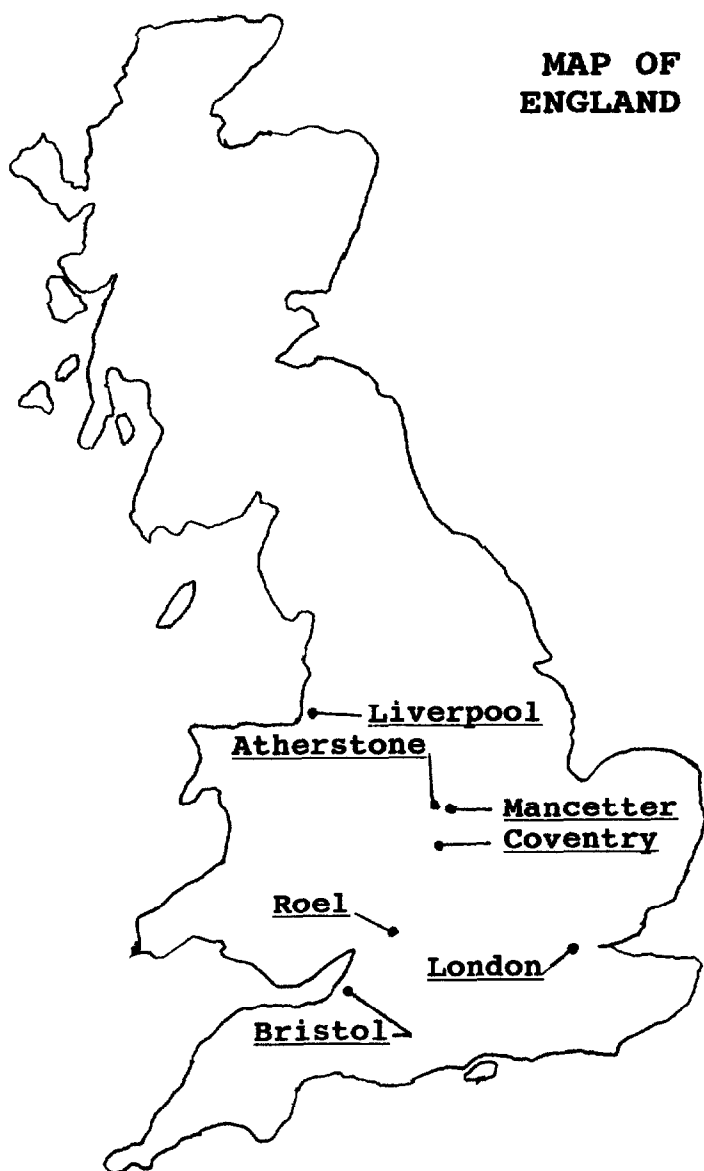 MAP OF
ENGLAND
Liverpool
Atherstone
Mancetter
Coventry
Roel
London
Bristol